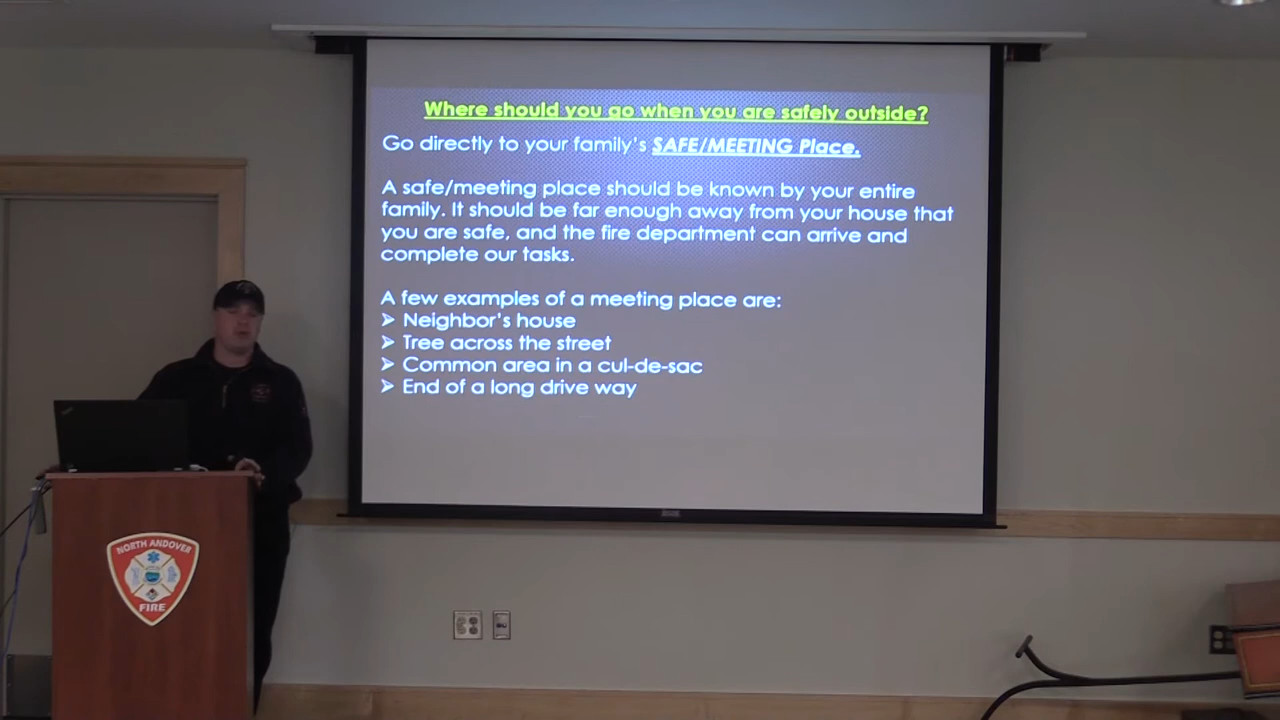 Where should you go when you are safely outside?
Go directly to your family's SAFE/MEETING Place.
A safe/meeting place should be known by your entire
family. It should be far enough away from your house that
you are safe, and the fire department can arrive and
complete our tasks.
A few examples of a meeting place are:
➢ Neighbor's house
➢ Tree across the street
➢ Common area in a cul-de-sac
➢ End of a long drive way
NORTH ANDOVER
FIRE